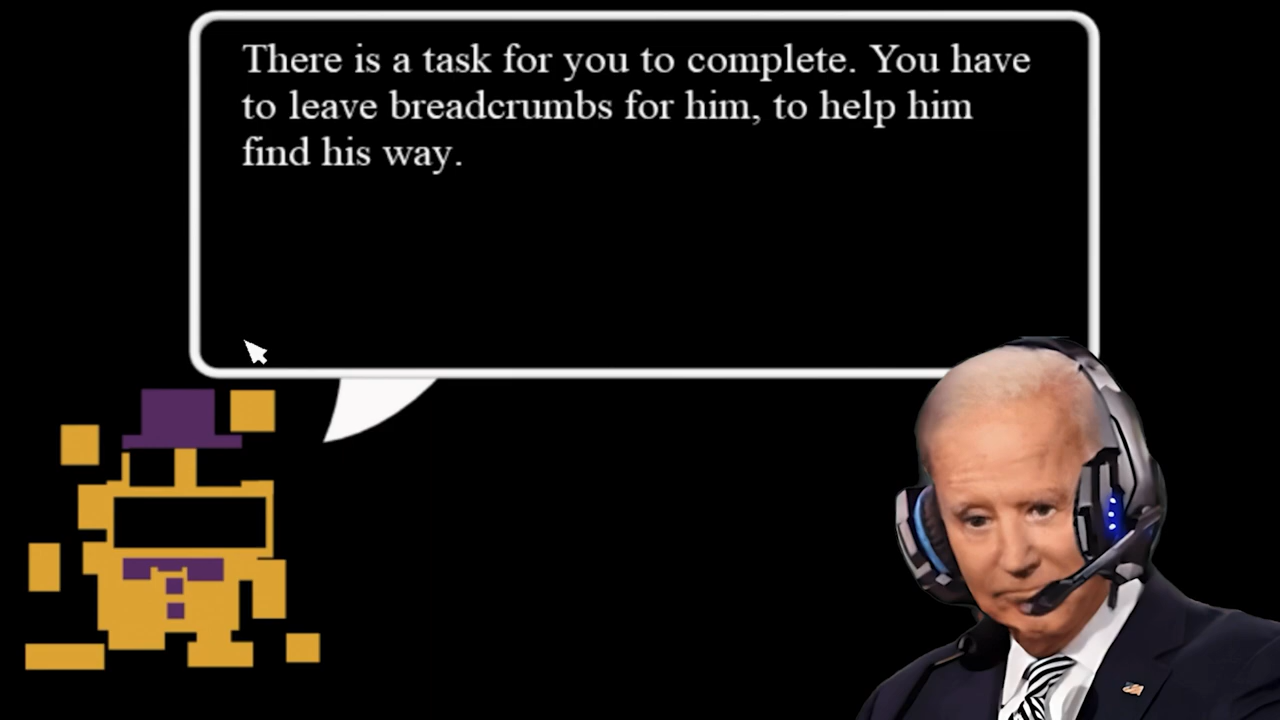 There is a task for you to complete. You have
to leave breadcrumbs for him, to help him
find his way.